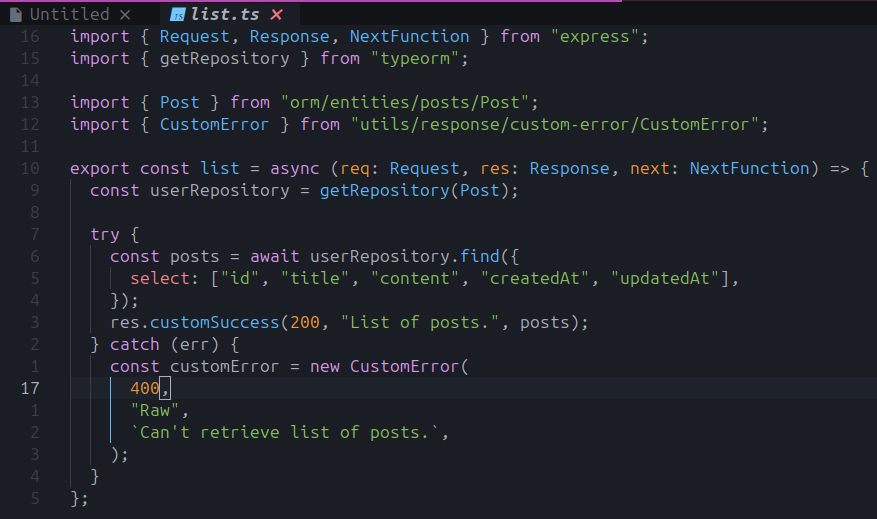 Untitled × list.ts ×
16 import { Request, Response, NextFunction } from "express";
15 import { getRepository } from "typeorm";
14
13 import { Post } from "orm/entities/posts/Post";
12 import { CustomError } from "utils/response/custom-error/CustomError";
11
10 export const list = async (req: Request, res: Response, next: NextFunction) => {
9 const userRepository = getRepository(Post);
8
7 try {
6 const posts = await userRepository.find({
5 select: ["id", "title", "content", "createdAt", "updatedAt"],
4 });
3 res.customSuccess(200, "List of posts.", posts);
2 } catch (err) {
1 const customError = new CustomError(
17 400,
1 "Raw",
2 `Can't retrieve list of posts.`,
3 );
4 }
5 };